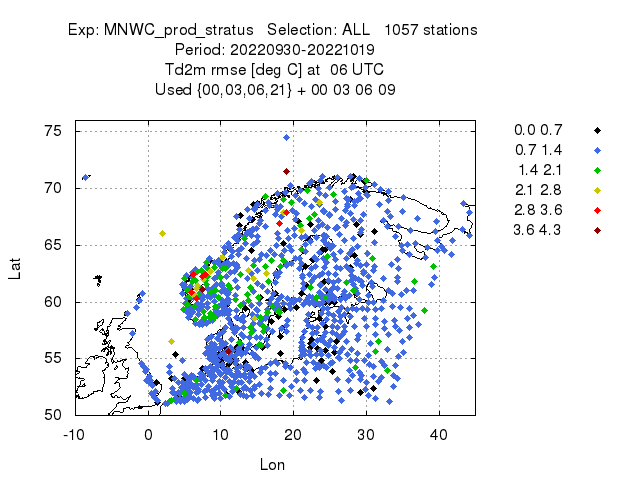 Exp: MNWC_prod_stratus   Selection: ALL   1057 stations
Period: 20220930-20221019
Td2m rmse [deg C] at  06 UTC
Used {00,03,06,21} + 00 03 06 09
0.0 0.7
0.7 1.4
1.4 2.1
2.1 2.8
2.8 3.6
3.6 4.3
75
70
65
60
55
50
Lat
-10 0 10 20 30 40
Lon